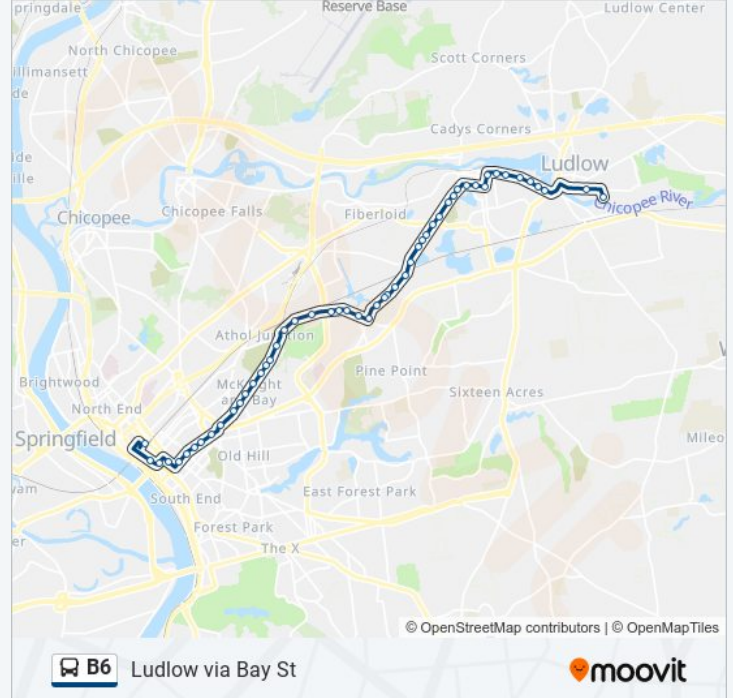 pringdale
Reserve Base
Ludlow Center
North Chicopee
Scott Corners
illimansett
de
Cadys Corners
ide
ille
Ludlow
Chicopee
Chicopee Falls
Fiberloid
Chicopee River
Athol Junction
Pine Point
Brightwood
McKnight
and Bay
Sixteen Acres
North End
Springfield
Mileo
Old Hill
am
South End
East Forest Park
er
Forest Park
The X
© OpenStreetMap contributors | © OpenMapTiles
B6 Ludlow via Bay St
moovit